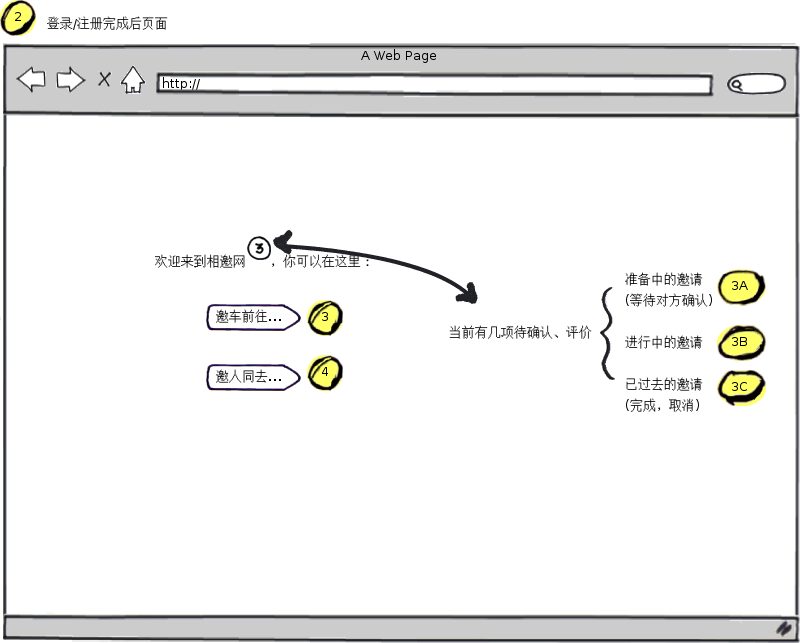 2 登录/注册完成后页面
A Web Page
http://
3
欢迎来到相邀网 ，你可以在这里：
邀车前往... 3
邀人同去... 4
当前有几项待确认、评价
准备中的邀请 3A
(等待对方确认)
进行中的邀请 3B
已过去的邀请 3C
(完成，取消)